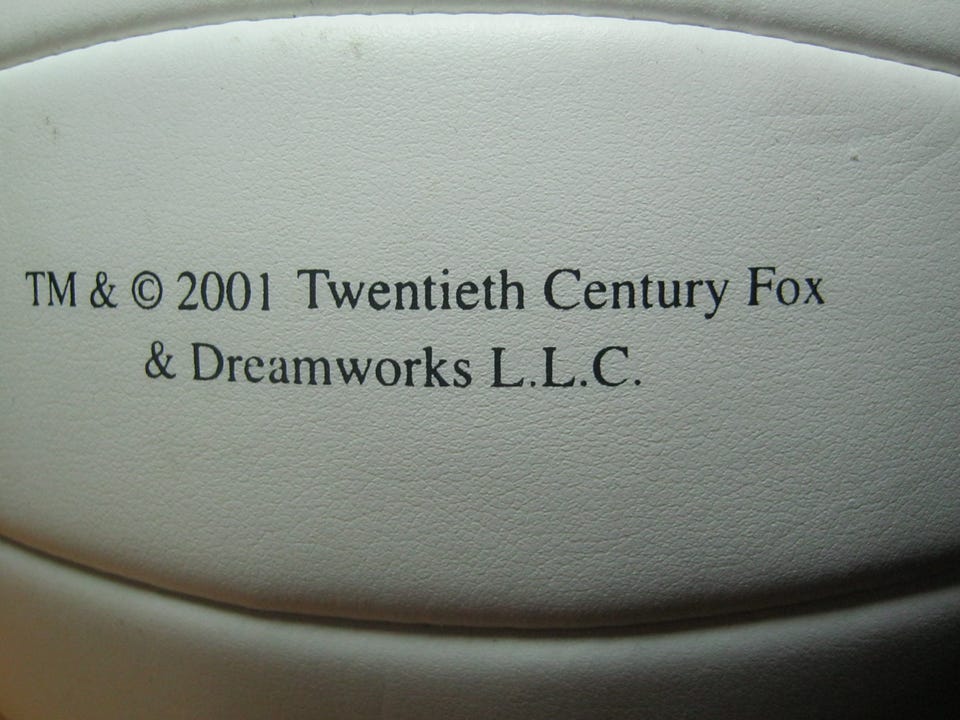 TM & © 2001 Twentieth Century Fox
& Dreamworks L.L.C.